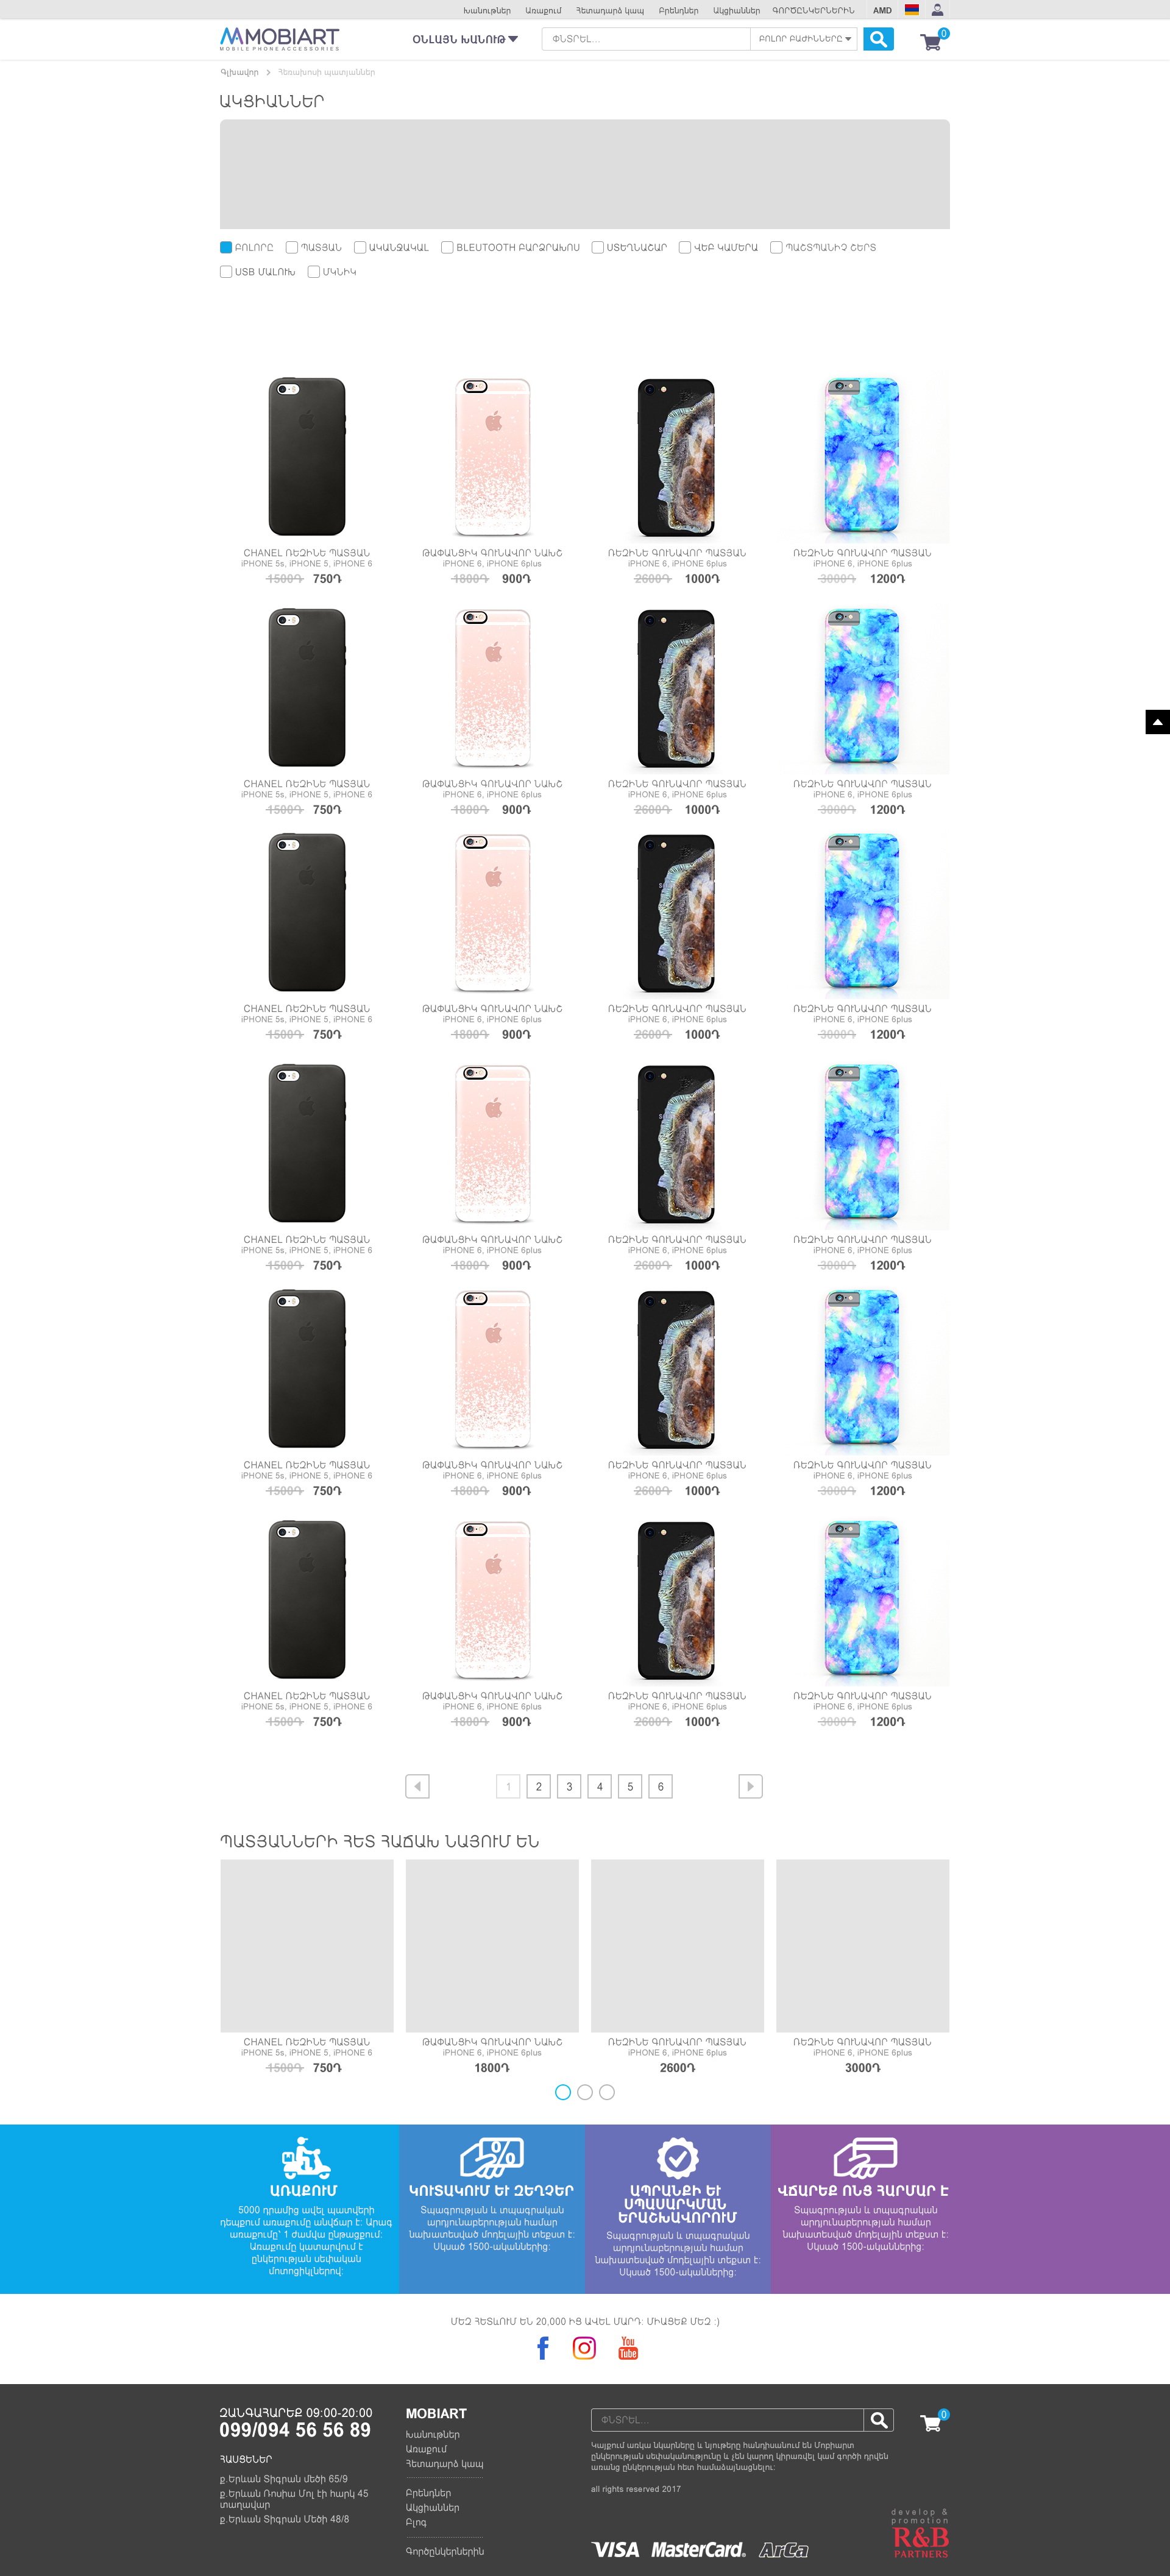 Խանութներ Առաքում Հետադարձ կապ Բրենդներ Ակցիաններ ԳՈՐԾԸՆԿԵՐՆԵՐԻՆ AMD
MOBIART
MOBILE PHONE ACCESSORIES
ՕՆԼԱՅՆ ԽԱՆՈՒԹ
ՓՆՏՐԵԼ...
ԲՈԼՈՐ ԲԱԺԻՆՆԵՐԸ
0
Գլխավոր > Հեռախոսի պատյաններ
ԱԿՑԻԱՆՆԵՐ
ԲՈԼՈՐԸ ՊԱՏՅԱՆ ԱԿԱՆՋԱԿԱԼ BLEUTOOTH ԲԱՐՁՐԱԽՈՍ ՍՏԵՂՆԱՇԱՐ ՎԵԲ ԿԱՄԵՐԱ ՊԱՇՏՊԱՆԻՉ ՇԵՐՏ
ՍՏԲ ՄԱԼՈՒԽ ՄԿՆԻԿ
CHANEL ՌԵԶԻՆԵ ՊԱՏՅԱՆ ԹԱՓԱՆՑԻԿ ԳՈՒՆԱՎՈՐ ՆԱԽՇ ՌԵԶԻՆԵ ԳՈՒՆԱՎՈՐ ՊԱՏՅԱՆ ՌԵԶԻՆԵ ԳՈՒՆԱՎՈՐ ՊԱՏՅԱՆ
iPHONE 5s, iPHONE 5, iPHONE 6 iPHONE 6, iPHONE 6plus iPHONE 6, iPHONE 6plus iPHONE 6, iPHONE 6plus
1500Դ 750Դ 1800Դ 900Դ 2600Դ 1000Դ 3000Դ 1200Դ
CHANEL ՌԵԶԻՆԵ ՊԱՏՅԱՆ ԹԱՓԱՆՑԻԿ ԳՈՒՆԱՎՈՐ ՆԱԽՇ ՌԵԶԻՆԵ ԳՈՒՆԱՎՈՐ ՊԱՏՅԱՆ ՌԵԶԻՆԵ ԳՈՒՆԱՎՈՐ ՊԱՏՅԱՆ
iPHONE 5s, iPHONE 5, iPHONE 6 iPHONE 6, iPHONE 6plus iPHONE 6, iPHONE 6plus iPHONE 6, iPHONE 6plus
1500Դ 750Դ 1800Դ 900Դ 2600Դ 1000Դ 3000Դ 1200Դ
CHANEL ՌԵԶԻՆԵ ՊԱՏՅԱՆ ԹԱՓԱՆՑԻԿ ԳՈՒՆԱՎՈՐ ՆԱԽՇ ՌԵԶԻՆԵ ԳՈՒՆԱՎՈՐ ՊԱՏՅԱՆ ՌԵԶԻՆԵ ԳՈՒՆԱՎՈՐ ՊԱՏՅԱՆ
iPHONE 5s, iPHONE 5, iPHONE 6 iPHONE 6, iPHONE 6plus iPHONE 6, iPHONE 6plus iPHONE 6, iPHONE 6plus
1500Դ 750Դ 1800Դ 900Դ 2600Դ 1000Դ 3000Դ 1200Դ
CHANEL ՌԵԶԻՆԵ ՊԱՏՅԱՆ ԹԱՓԱՆՑԻԿ ԳՈՒՆԱՎՈՐ ՆԱԽՇ ՌԵԶԻՆԵ ԳՈՒՆԱՎՈՐ ՊԱՏՅԱՆ ՌԵԶԻՆԵ ԳՈՒՆԱՎՈՐ ՊԱՏՅԱՆ
iPHONE 5s, iPHONE 5, iPHONE 6 iPHONE 6, iPHONE 6plus iPHONE 6, iPHONE 6plus iPHONE 6, iPHONE 6plus
1500Դ 750Դ 1800Դ 900Դ 2600Դ 1000Դ 3000Դ 1200Դ
CHANEL ՌԵԶԻՆԵ ՊԱՏՅԱՆ ԹԱՓԱՆՑԻԿ ԳՈՒՆԱՎՈՐ ՆԱԽՇ ՌԵԶԻՆԵ ԳՈՒՆԱՎՈՐ ՊԱՏՅԱՆ ՌԵԶԻՆԵ ԳՈՒՆԱՎՈՐ ՊԱՏՅԱՆ
iPHONE 5s, iPHONE 5, iPHONE 6 iPHONE 6, iPHONE 6plus iPHONE 6, iPHONE 6plus iPHONE 6, iPHONE 6plus
1500Դ 750Դ 1800Դ 900Դ 2600Դ 1000Դ 3000Դ 1200Դ
CHANEL ՌԵԶԻՆԵ ՊԱՏՅԱՆ ԹԱՓԱՆՑԻԿ ԳՈՒՆԱՎՈՐ ՆԱԽՇ ՌԵԶԻՆԵ ԳՈՒՆԱՎՈՐ ՊԱՏՅԱՆ ՌԵԶԻՆԵ ԳՈՒՆԱՎՈՐ ՊԱՏՅԱՆ
iPHONE 5s, iPHONE 5, iPHONE 6 iPHONE 6, iPHONE 6plus iPHONE 6, iPHONE 6plus iPHONE 6, iPHONE 6plus
1500Դ 750Դ 1800Դ 900Դ 2600Դ 1000Դ 3000Դ 1200Դ
1 2 3 4 5 6
ՊԱՏՅԱՆՆԵՐԻ ՀԵՏ ՀԱՃԱԽ ՆԱՅՈՒՄ ԵՆ
CHANEL ՌԵԶԻՆԵ ՊԱՏՅԱՆ ԹԱՓԱՆՑԻԿ ԳՈՒՆԱՎՈՐ ՆԱԽՇ ՌԵԶԻՆԵ ԳՈՒՆԱՎՈՐ ՊԱՏՅԱՆ ՌԵԶԻՆԵ ԳՈՒՆԱՎՈՐ ՊԱՏՅԱՆ
iPHONE 5s, iPHONE 5, iPHONE 6 iPHONE 6, iPHONE 6plus iPHONE 6, iPHONE 6plus iPHONE 6, iPHONE 6plus
1500Դ 750Դ 1800Դ 2600Դ 3000Դ
ԱՌԱՔՈՒՄ
5000 դրամից ավել պատվերի
դեպքում առաքումը անվճար է: Արագ
առաքումը՝ 1 ժամվա ընթացքում:
Առաքումը կատարվում է
ընկերության սեփական
մոտոցիկլներով:
ԿՈՒՏԱԿՈՒՄ ԵՒ ԶԵՂՉԵՐ
Տպագրության և տպագրական
արդյունաբերության համար
նախատեսված մոդելային տեքստ է:
Սկսած 1500-ականներից:
ԱՊՐԱՆՔԻ ԵՒ
ՍՊԱՍԱՐԿՄԱՆ
ԵՐԱՇԽԱՎՈՐՈՒՄ
Տպագրության և տպագրական
արդյունաբերության համար
նախատեսված մոդելային տեքստ է:
Սկսած 1500-ականներից:
ՎՃԱՐԵՔ ՈՆՑ ՀԱՐՄԱՐ Է
Տպագրության և տպագրական
արդյունաբերության համար
նախատեսված մոդելային տեքստ է:
Սկսած 1500-ականներից:
ՄԵԶ ՀԵՏևՈՒՄ ԵՆ 20,000 ԻՑ ԱՎԵԼ ՄԱՐԴ: ՄԻԱՑԵՔ ՄԵԶ :)
You
Tube
ԶԱՆԳԱՀԱՐԵՔ 09:00-20:00
099/094 56 56 89
ՀԱՍՑԵՆԵՐ
ք.Երևան Տիգրան մեծի 65/9
ք.Երևան Ռոսիա Մոլ էի հարկ 45
տաղավար
ք.Երևան Տիգրան Մեծի 48/8
MOBIART
Խանութներ
Առաքում
Հետադարձ կապ
Բրենդներ
Ակցիաններ
Բլոգ
Գործընկերներին
ՓՆՏՐԵԼ...
0
Կայքում առկա նկարները և նյութերը հանդիսանում են Մոբիարտ
ընկերության սեփականությունը և չեն կարող կիրառվել կամ գործի դրվեն
առանց ընկերության հետ համաձայնացնելու:
all rights reserved 2017
VISA MasterCard ArCa
develop &
promotion
R&B
PARTNERS